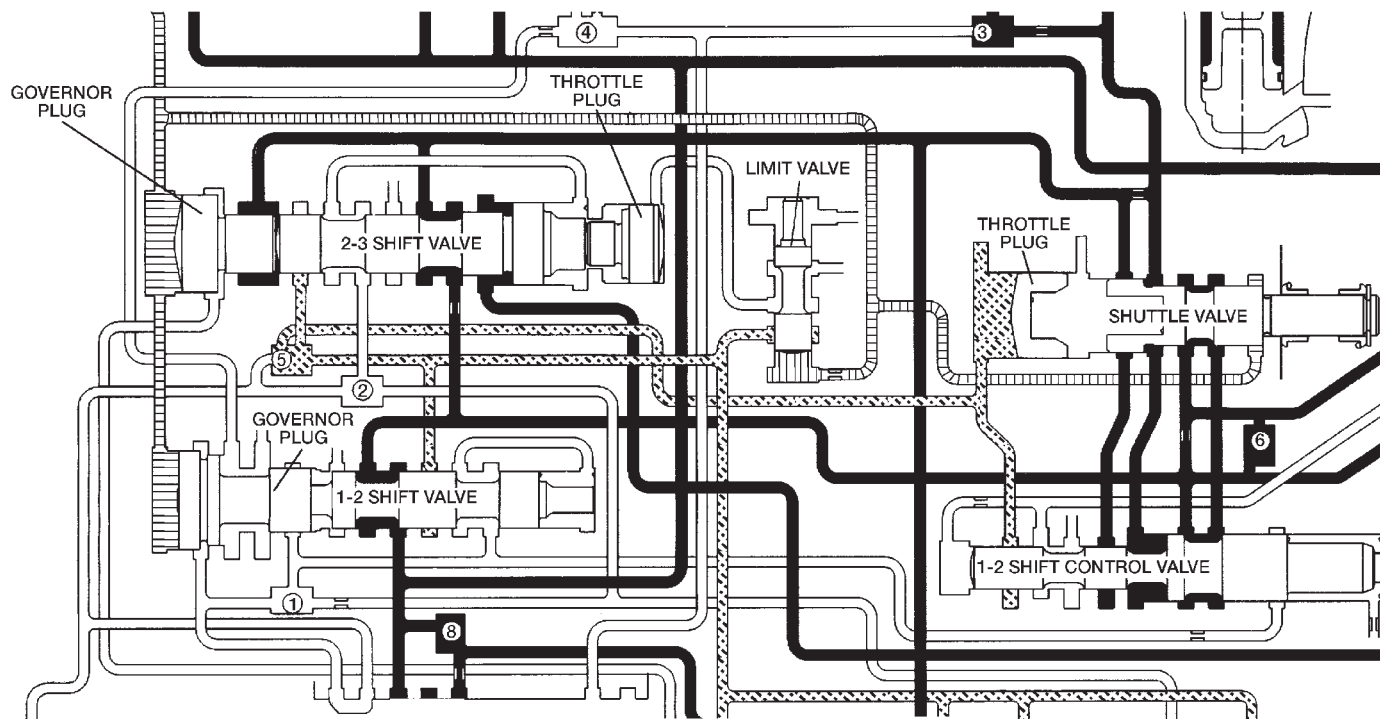 4
3
GOVERNOR
PLUG
THROTTLE
PLUG
LIMIT VALVE
THROTTLE
PLUG
2-3 SHIFT VALVE
SHUTTLE VALVE
5
2
GOVERNOR
PLUG
6
1-2 SHIFT VALVE
1-2 SHIFT CONTROL VALVE
1
8